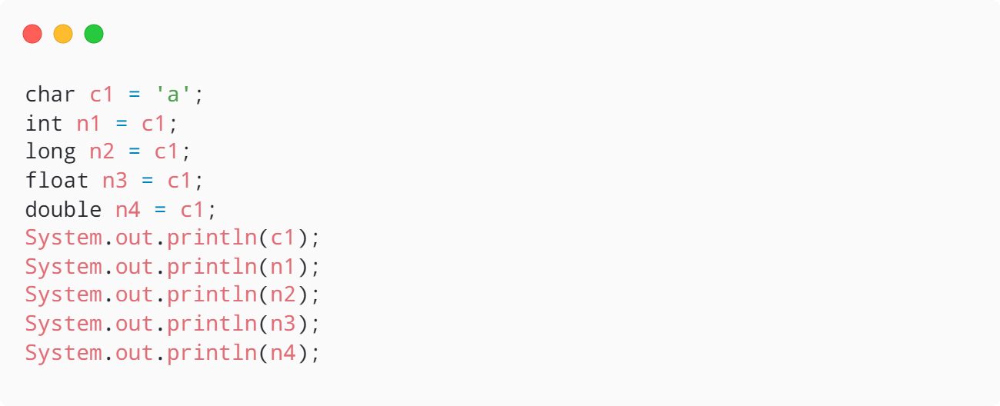 char c1 = 'a';
int n1 = c1;
long n2 = c1;
float n3 = c1;
double n4 = c1;
System.out.println(c1);
System.out.println(n1);
System.out.println(n2);
System.out.println(n3);
System.out.println(n4);